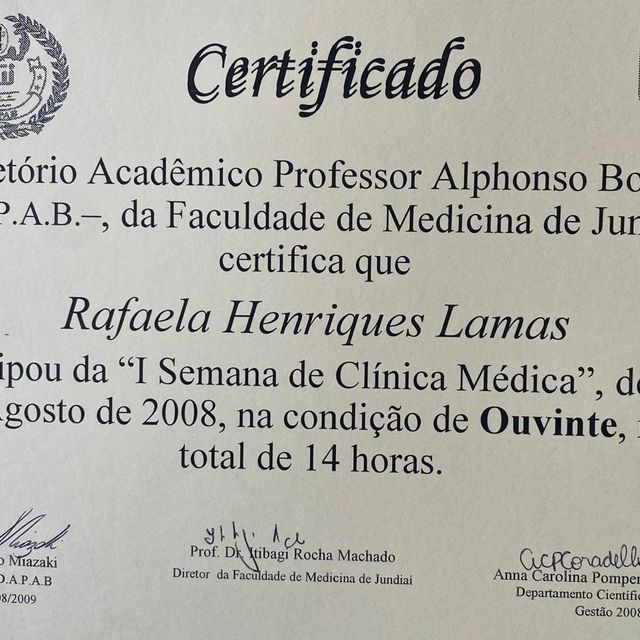 Certificado
etório Acadêmico Professor Alphonso Bo
P.A.B.–, da Faculdade de Medicina de Jun
certifica que
Rafaela Henriques Lamas
ipou da “I Semana de Clínica Médica”, de
Agosto de 2008, na condição de Ouvinte,
total de 14 horas.
o Miazaki
D.A.P.A.B
08/2009
Prof. Dr. Itibagi Rocha Machado
Diretor da Faculdade de Medicina de Jundiaí
Anna Carolina Pomper
Departamento Científic
Gestão 2008